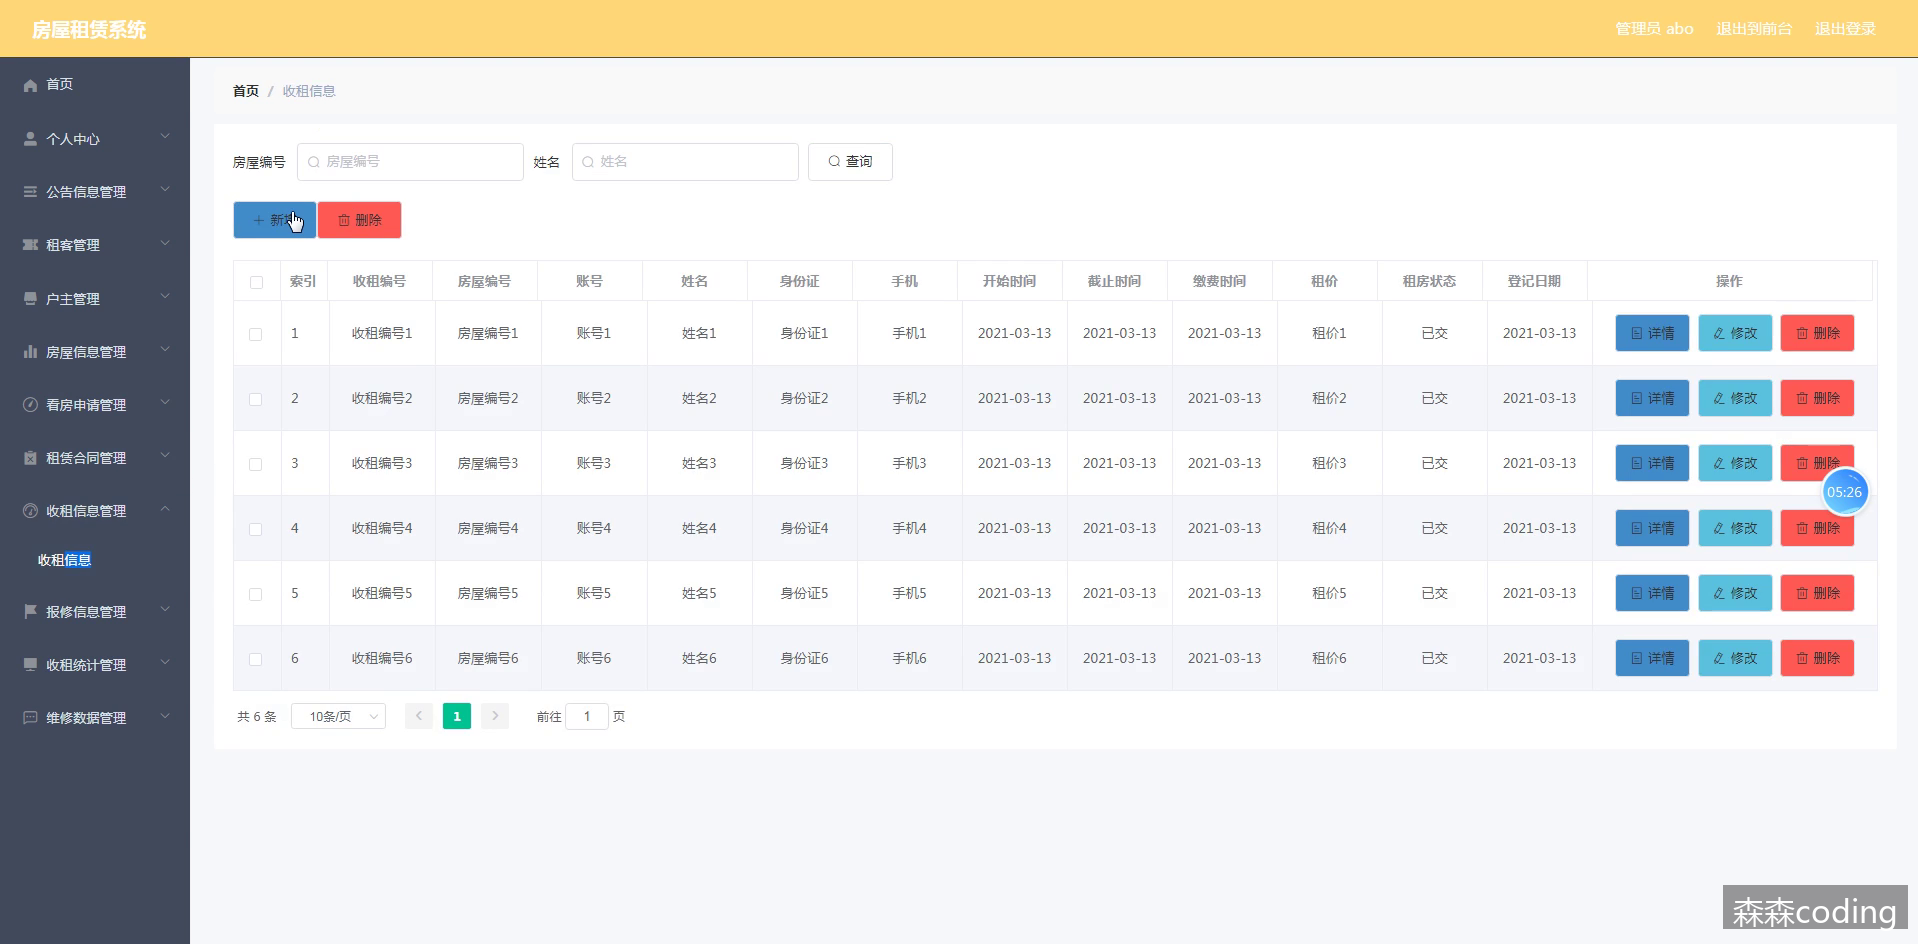 房屋租赁系统
管理员 abo 退出到前台 退出登录
首页
个人中心
公告信息管理
租客管理
户主管理
房屋信息管理
看房申请管理
租赁合同管理
收租信息管理
收租信息
报修信息管理
收租统计管理
维修数据管理
首页 / 收租信息
房屋编号 房屋编号 姓名 姓名 查询
新 删除
索引 收租编号 房屋编号 账号 姓名 身份证 手机 开始时间 截止时间 缴费时间 租价 租房状态 登记日期 操作
1 收租编号1 房屋编号1 账号1 姓名1 身份证1 手机1 2021-03-13 2021-03-13 2021-03-13 租价1 已交 2021-03-13 详情 修改 删除
2 收租编号2 房屋编号2 账号2 姓名2 身份证2 手机2 2021-03-13 2021-03-13 2021-03-13 租价2 已交 2021-03-13 详情 修改 删除
3 收租编号3 房屋编号3 账号3 姓名3 身份证3 手机3 2021-03-13 2021-03-13 2021-03-13 租价3 已交 2021-03-13 详情 修改 删除
05:26
4 收租编号4 房屋编号4 账号4 姓名4 身份证4 手机4 2021-03-13 2021-03-13 2021-03-13 租价4 已交 2021-03-13 详情 修改 删除
5 收租编号5 房屋编号5 账号5 姓名5 身份证5 手机5 2021-03-13 2021-03-13 2021-03-13 租价5 已交 2021-03-13 详情 修改 删除
6 收租编号6 房屋编号6 账号6 姓名6 身份证6 手机6 2021-03-13 2021-03-13 2021-03-13 租价6 已交 2021-03-13 详情 修改 删除
共 6 条 10条/页 1 前往 1 页
森森coding